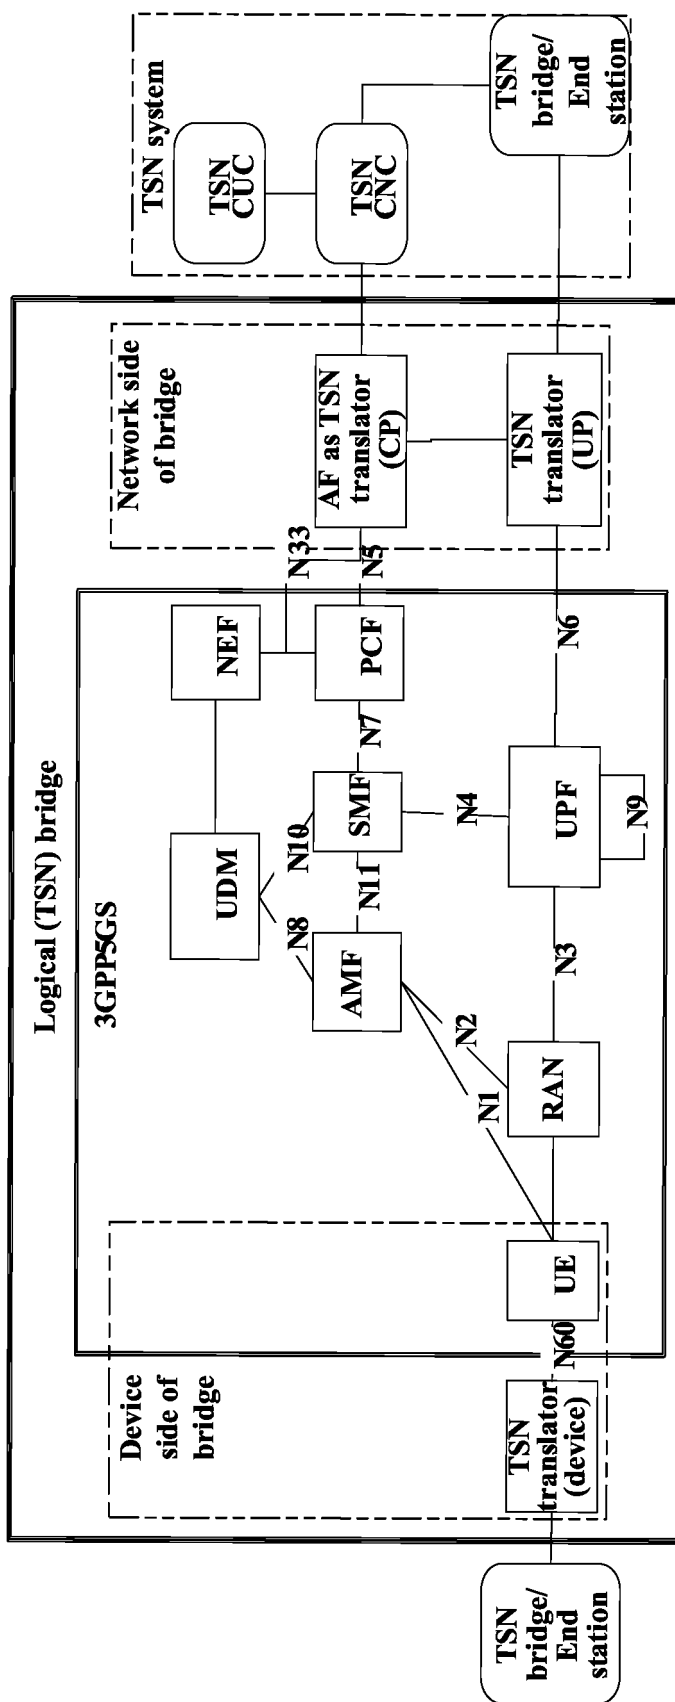 Logical (TSN) bridge
TSN system
TSN
CUC
TSN
CNC
TSN
bridge/
End
station
Network side
of bridge
AF as TSN
translator
(CP)
TSN
translator
(UP)
3GPP5GS
NEF
N33
PCF
N5
UDM
N10
N8
SMF
N7
N11
AMF
N4
N6
UPF
N9
N3
N2
N1
RAN
Device
side of
bridge
UE
N60
TSN
translator
(device)
TSN
bridge/
End
station